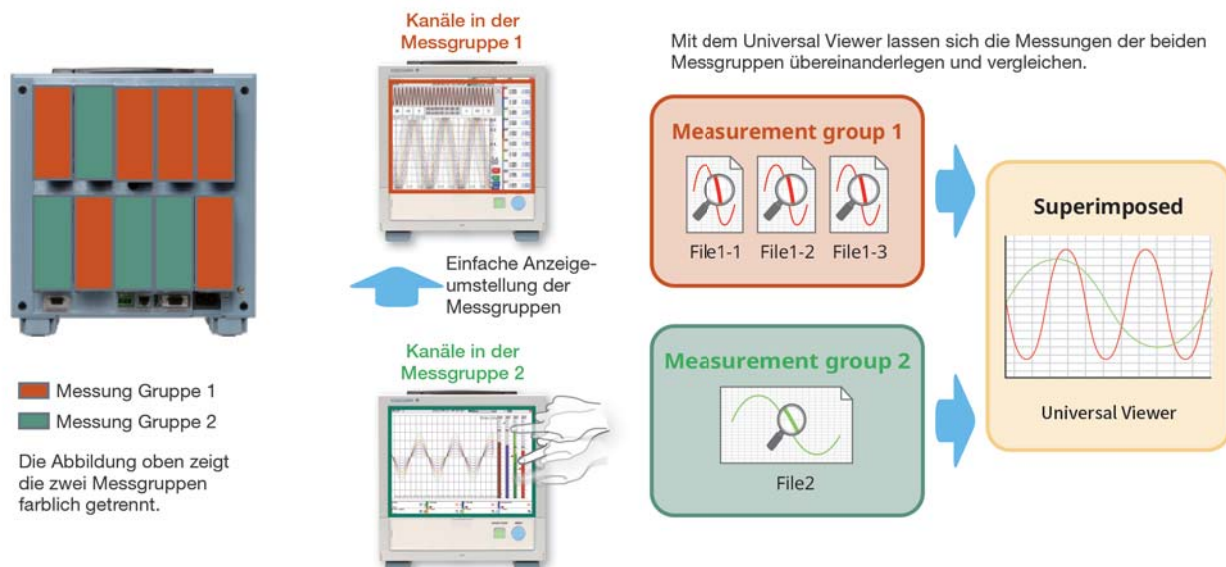 Kanäle in der
Messgruppe 1
Mit dem Universal Viewer lassen sich die Messungen der beiden
Messgruppen übereinanderlegen und vergleichen.
Measurement group 1
File1-1 File1-2 File1-3
Superimposed
Universal Viewer
Einfache Anzeige-
umstellung der
Messgruppen
Kanäle in der
Messgruppe 2
Measurement group 2
File2
Messung Gruppe 1
Messung Gruppe 2
Die Abbildung oben zeigt
die zwei Messgruppen
farblich getrennt.